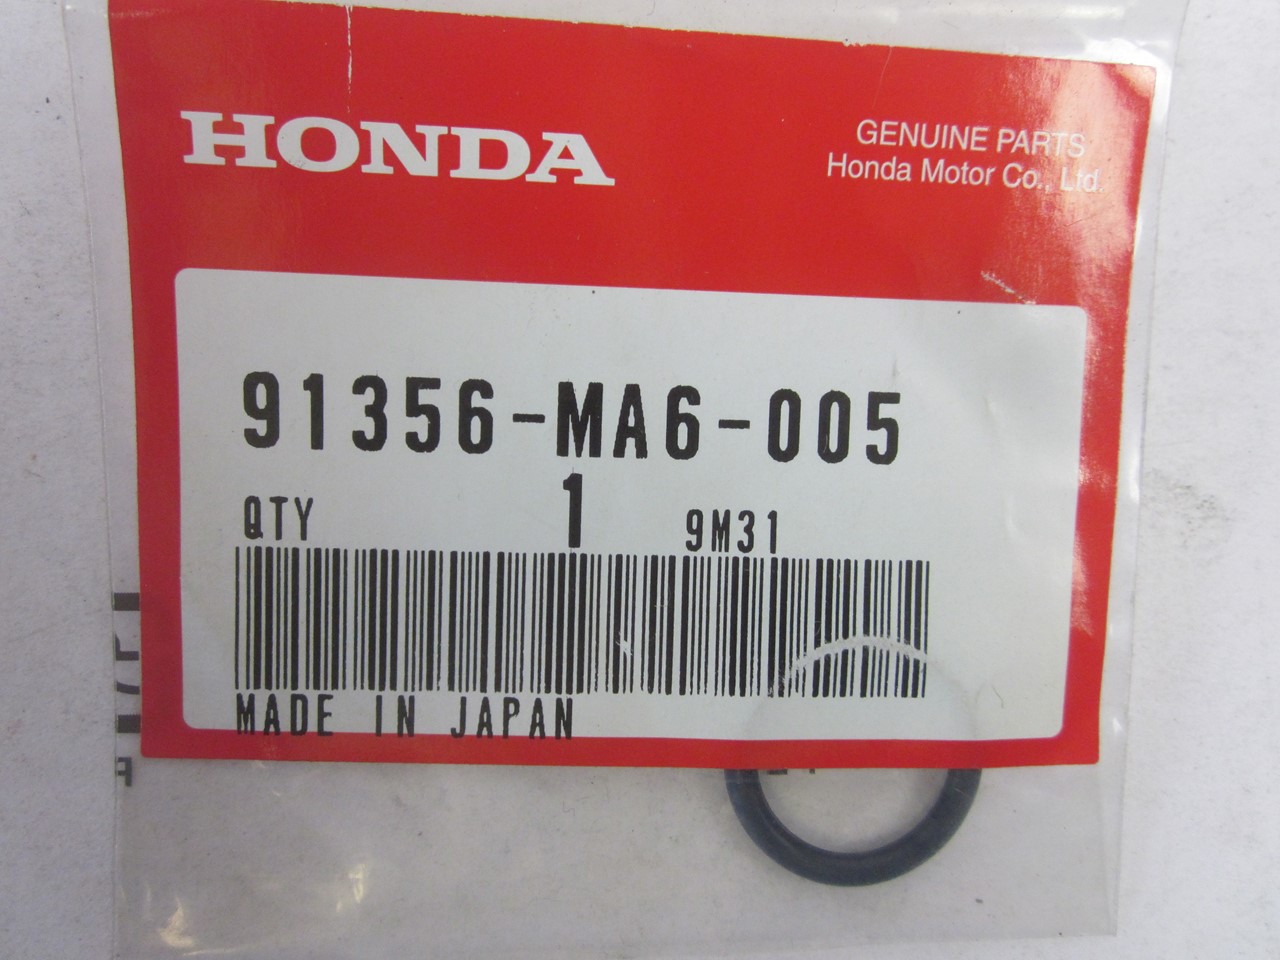 HONDA
GENUINE PARTS
Honda Motor Co., Ltd.
91356-MA6-005
QTY 1 9M31
MADE IN JAPAN